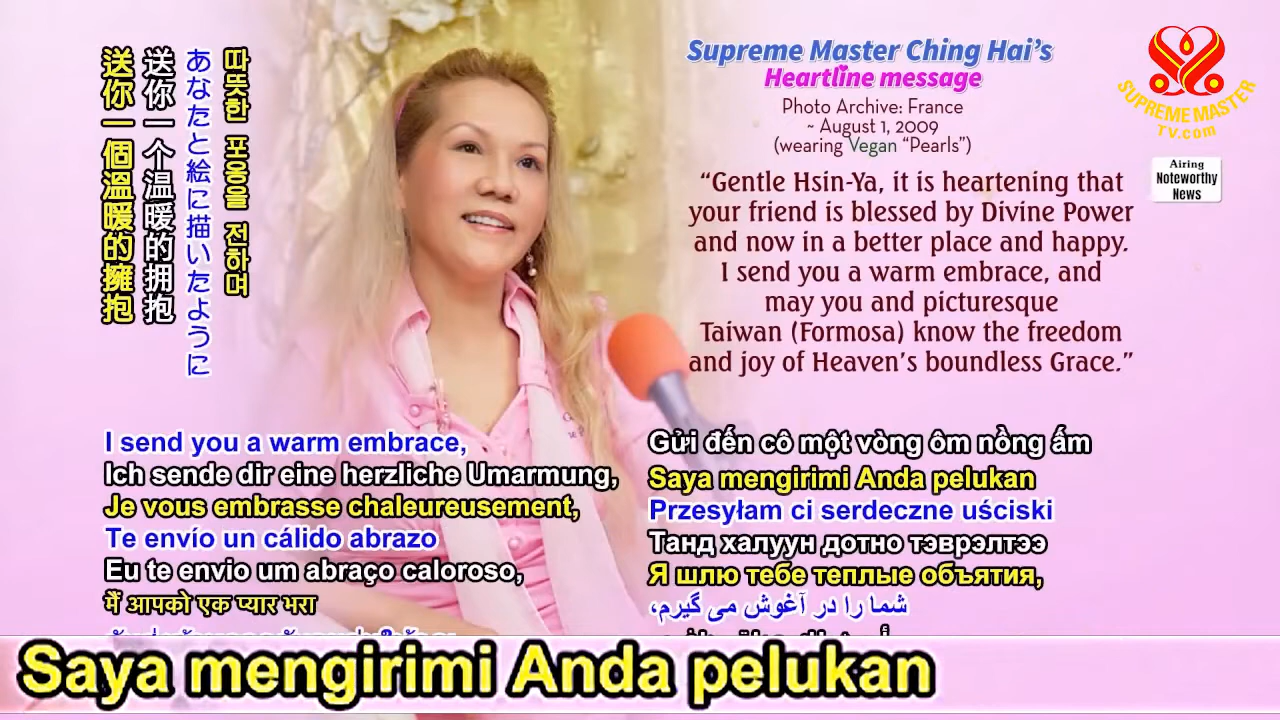 送你一個溫暖的擁抱
送你一个温暖的拥抱
あなたと絵に描いたように
따뜻한 포옹을 전하며
Supreme Master Ching Hai's
Heartline message
Photo Archive: France
~ August 1, 2009
(wearing Vegan “Pearls”)
“Gentle Hsin-Ya, it is heartening that
your friend is blessed by Divine Power
and now in a better place and happy.
I send you a warm embrace, and
may you and picturesque
Taiwan (Formosa) know the freedom
and joy of Heaven's boundless Grace.”
SUPREME MASTER
TV.com
Airing
Noteworthy
News
I send you a warm embrace,
Ich sende dir eine herzliche Umarmung,
Je vous embrasse chaleureusement,
Te envío un cálido abrazo
Eu te envio um abraço caloroso,
मैं आपको एक प्यार भरा
Gửi đến cô một vòng ôm nồng ấm
Saya mengirimi Anda pelukan
Przesyłam ci serdeczne uściski
Танд халуун дотно тэврэлтээ
Я шлю тебе теплые объятия,
شما را در آغوش می گیرم،
Saya mengirimi Anda pelukan